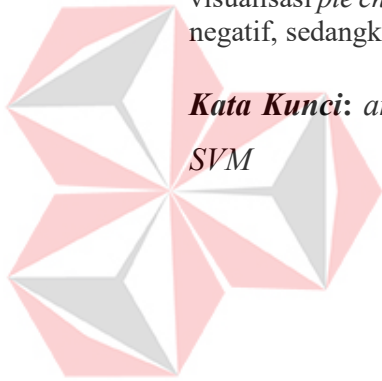 visualisasi pie ch
negatif, sedangk
Kata Kunci: an
SVM